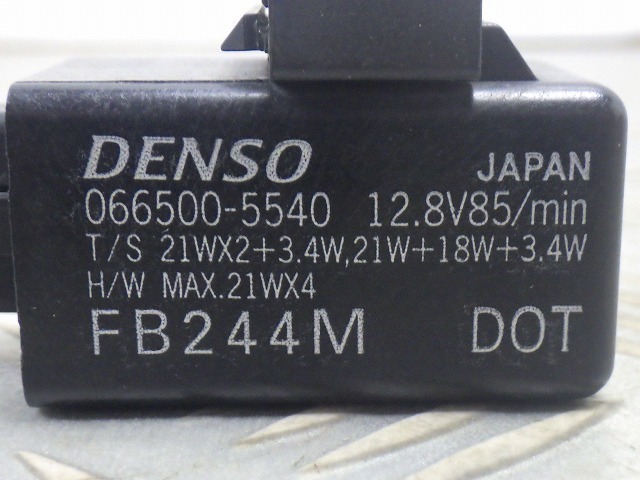 DENSO JAPAN
066500-5540 12.8V85/min
T/S 21WX2+3.4W,21W+18W+3.4W
H/W MAX.21WX4
FB244M DOT